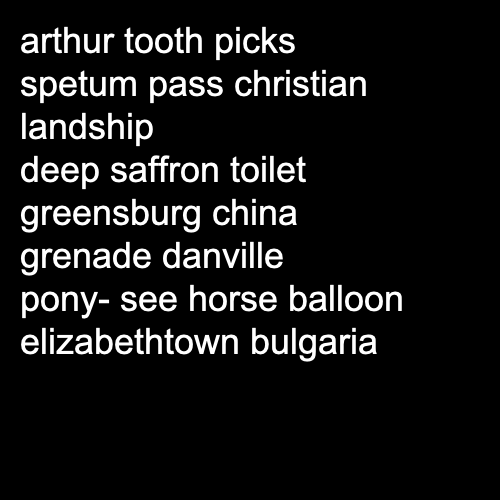 arthur tooth picks
spetum pass christian
landship
deep saffron toilet
greensburg china
grenade danville
pony- see horse balloon
elizabethtown bulgaria